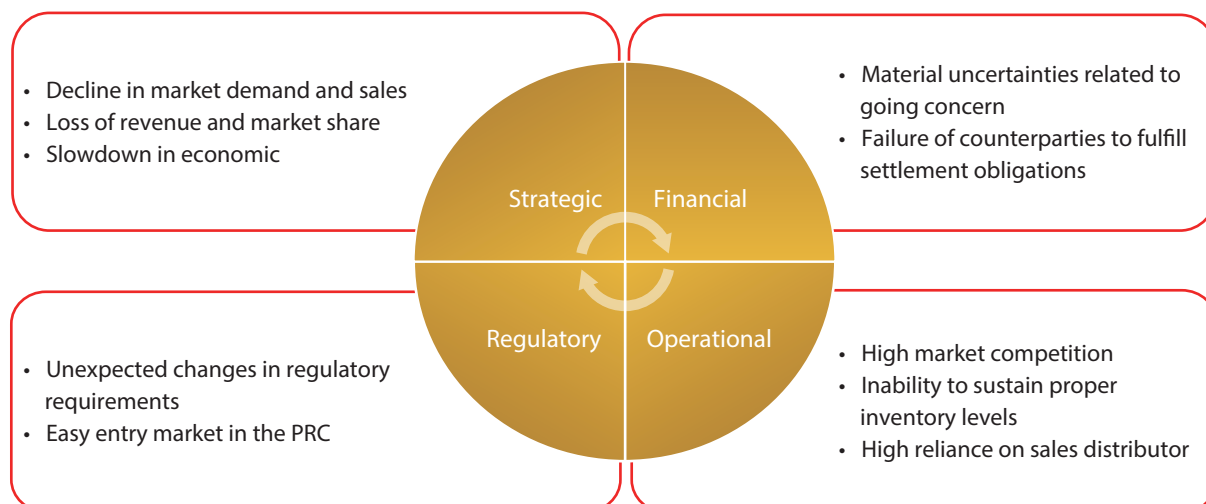 • Decline in market demand and sales
• Loss of revenue and market share
• Slowdown in economic
• Material uncertainties related to
going concern
• Failure of counterparties to fulfill
settlement obligations
Strategic
Financial
Regulatory
Operational
• Unexpected changes in regulatory
requirements
• Easy entry market in the PRC
• High market competition
• Inability to sustain proper
inventory levels
• High reliance on sales distributor